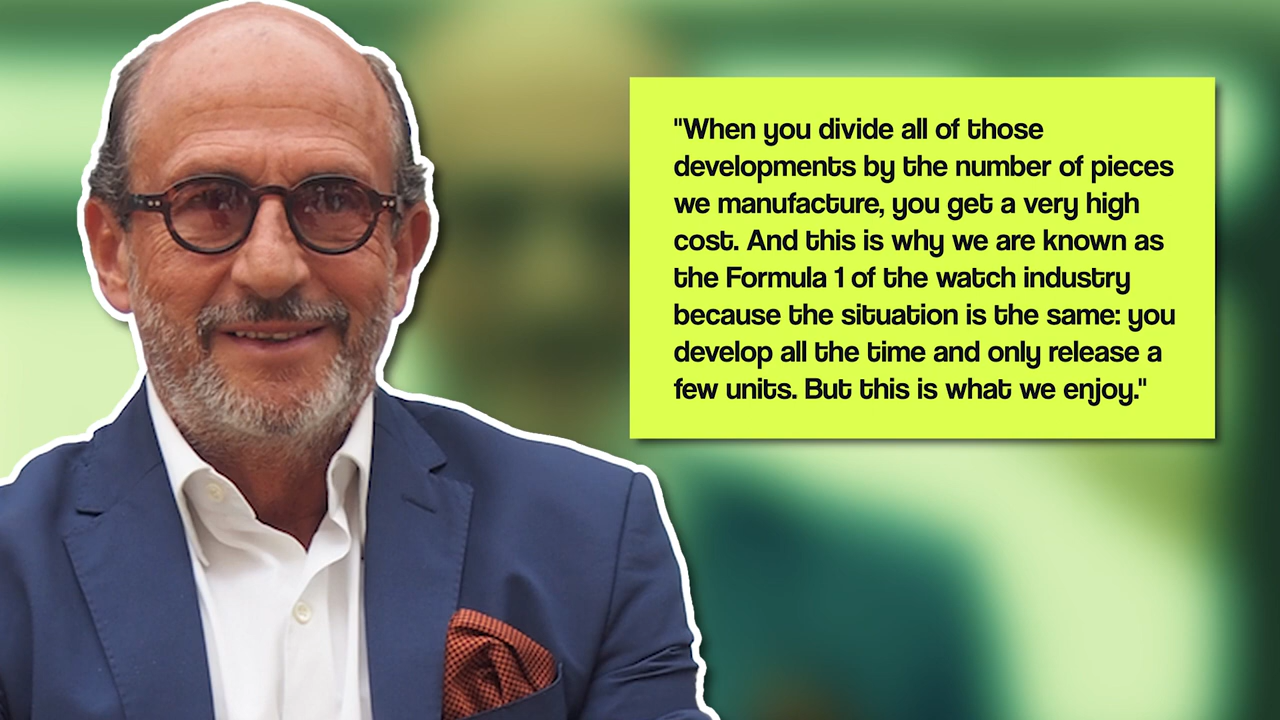 "When you divide all of those
developments by the number of pieces
we manufacture, you get a very high
cost. And this is why we are known as
the Formula 1 of the watch industry
because the situation is the same: you
develop all the time and only release a
few units. But this is what we enjoy."